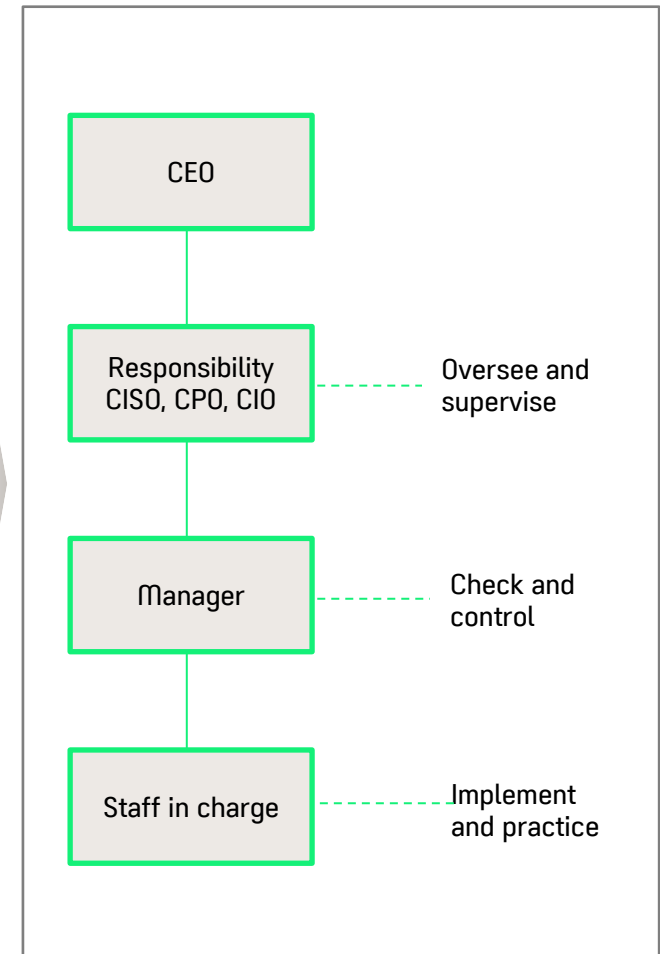 CEO
Responsibility
CISO, CPO, CIO
Oversee and
supervise
Manager
Check and
control
Staff in charge
Implement
and practice